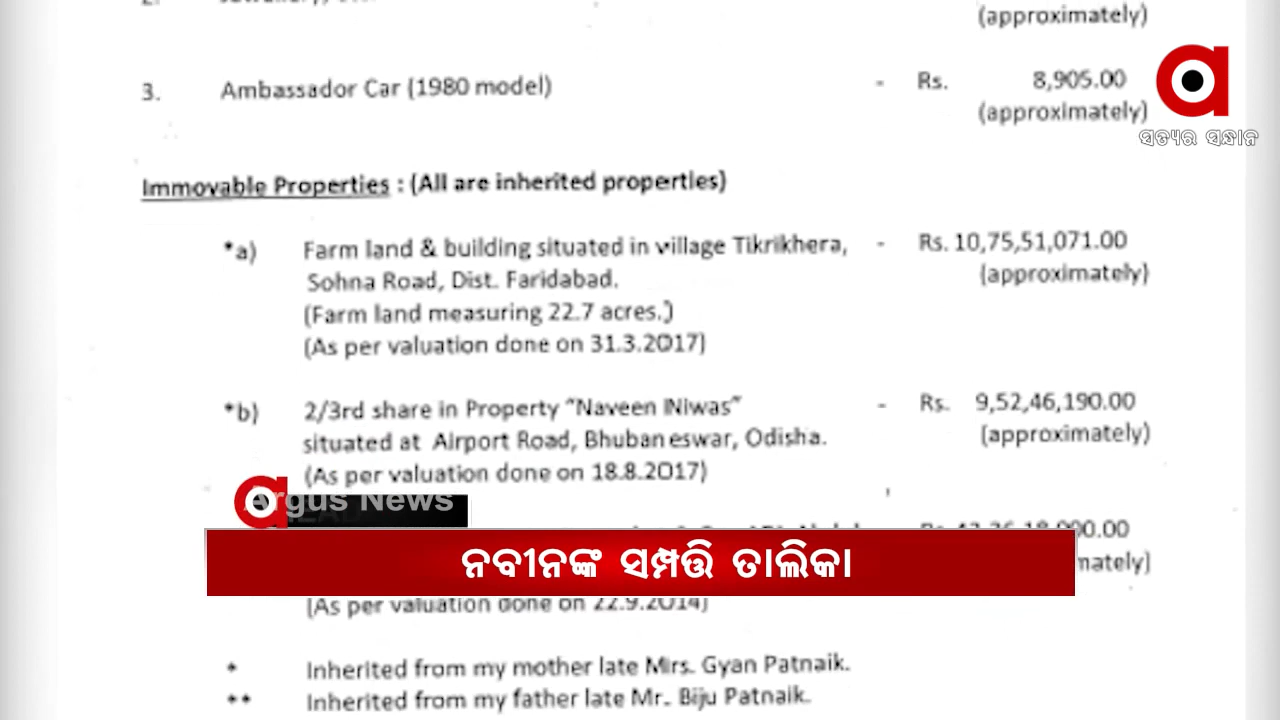 (approximately)
3. Ambassador Car (1980 model) - Rs. 8,905.00
(approximately)
ସତ୍ୟର ସନ୍ଧାନ
Immovable Properties : (All are inherited properties)
*a) Farm land & building situated in village Tikrikhera, - Rs. 10,75,51,071.00
Sohna Road, Dist. Faridabad. (approximately)
(Farm land measuring 22.7 acres.)
(As per valuation done on 31.3.2017)
*b) 2/3rd share in Property “Naveen Niwas” - Rs. 9,52,46,190.00
situated at Airport Road, Bhubaneswar, Odisha. (approximately)
(As per valuation done on 18.8.2017)
Argus News
ନବୀନଙ୍କ ସମ୍ପତ୍ତି ତାଲିକା
(As per valuation done on 22.9.2014)
* Inherited from my mother late Mrs. Gyan Patnaik.
** Inherited from my father late Mr. Biju Patnaik.